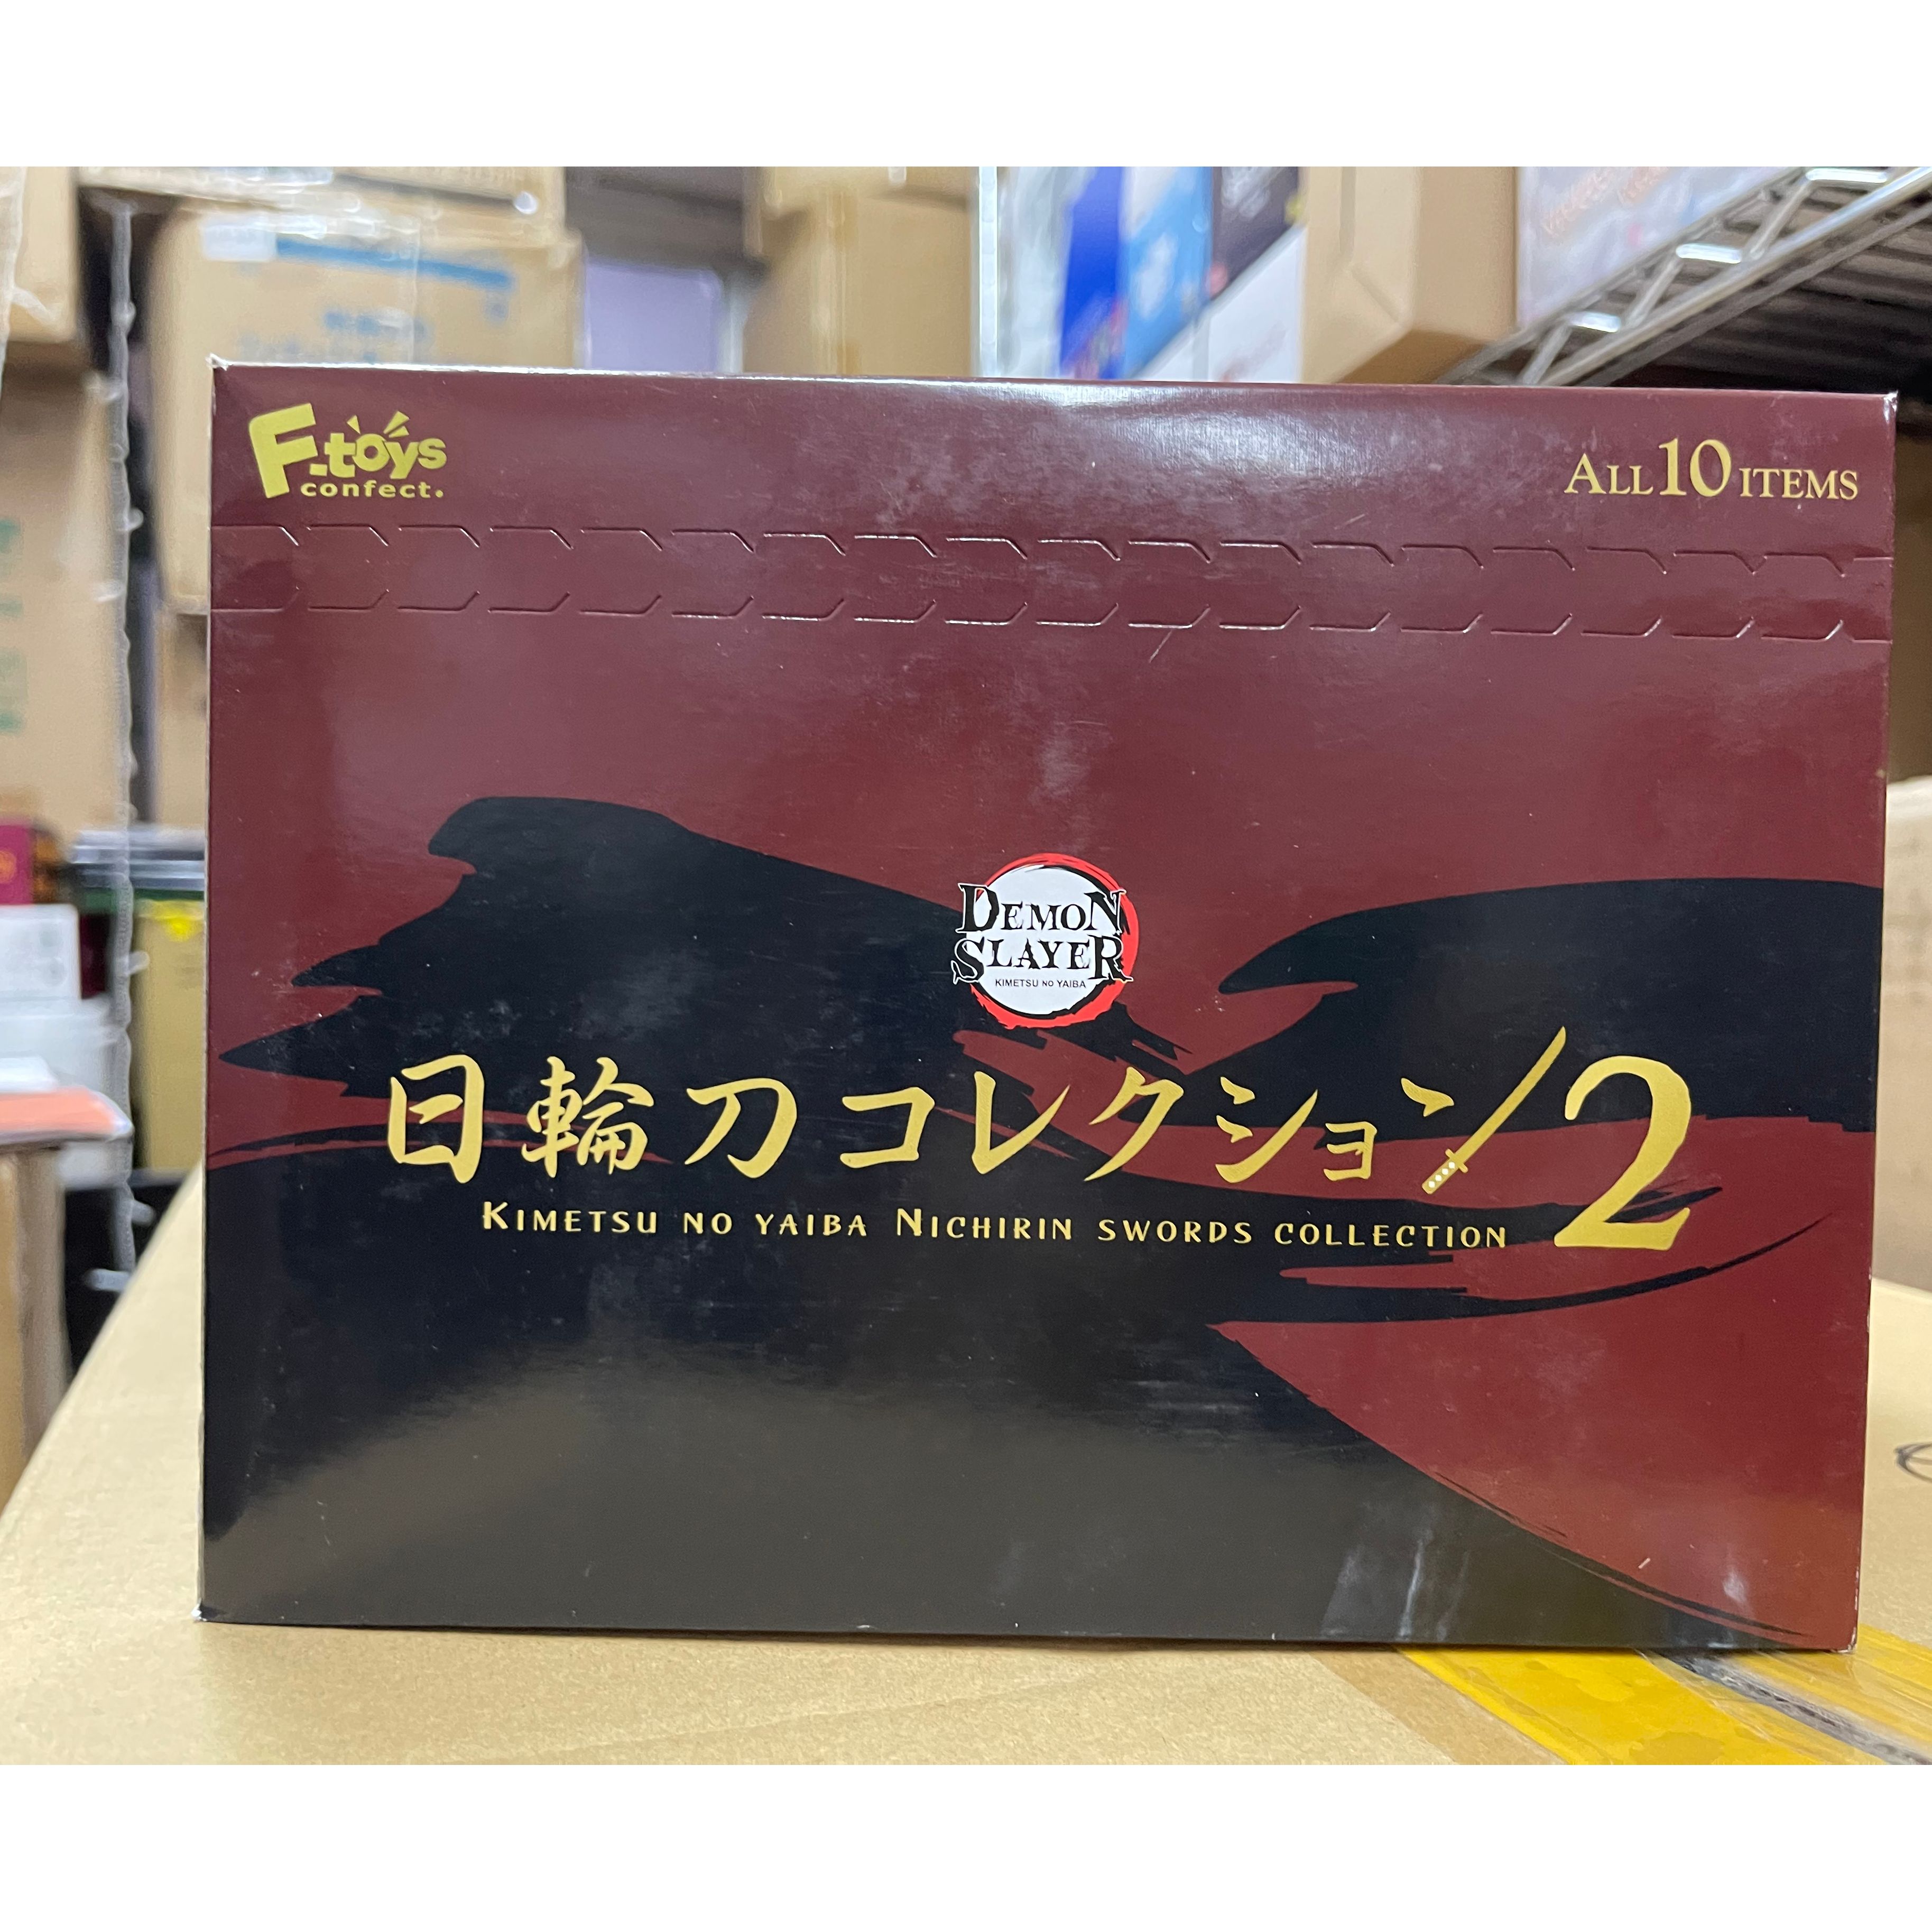 F-toys
confect.
ALL 10 ITEMS
DEMON
SLAYER
KIMETSU NO YAIBA
日輪刀コレクション2
KIMETSU NO YAIBA NICHIRIN SWORDS COLLECTION